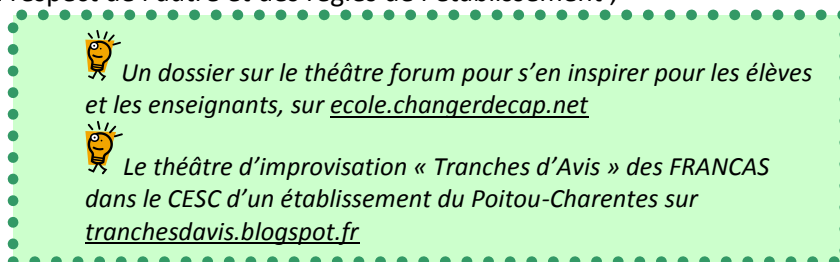 respect de l'autre et des règles de l'établissement ;
Un dossier sur le théâtre forum pour s'en inspirer pour les élèves
et les enseignants, sur ecole.changerdecap.net
Le théâtre d'improvisation « Tranches d'Avis » des FRANCAS
dans le CESC d'un établissement du Poitou-Charentes sur
tranchesdavis.blogspot.fr